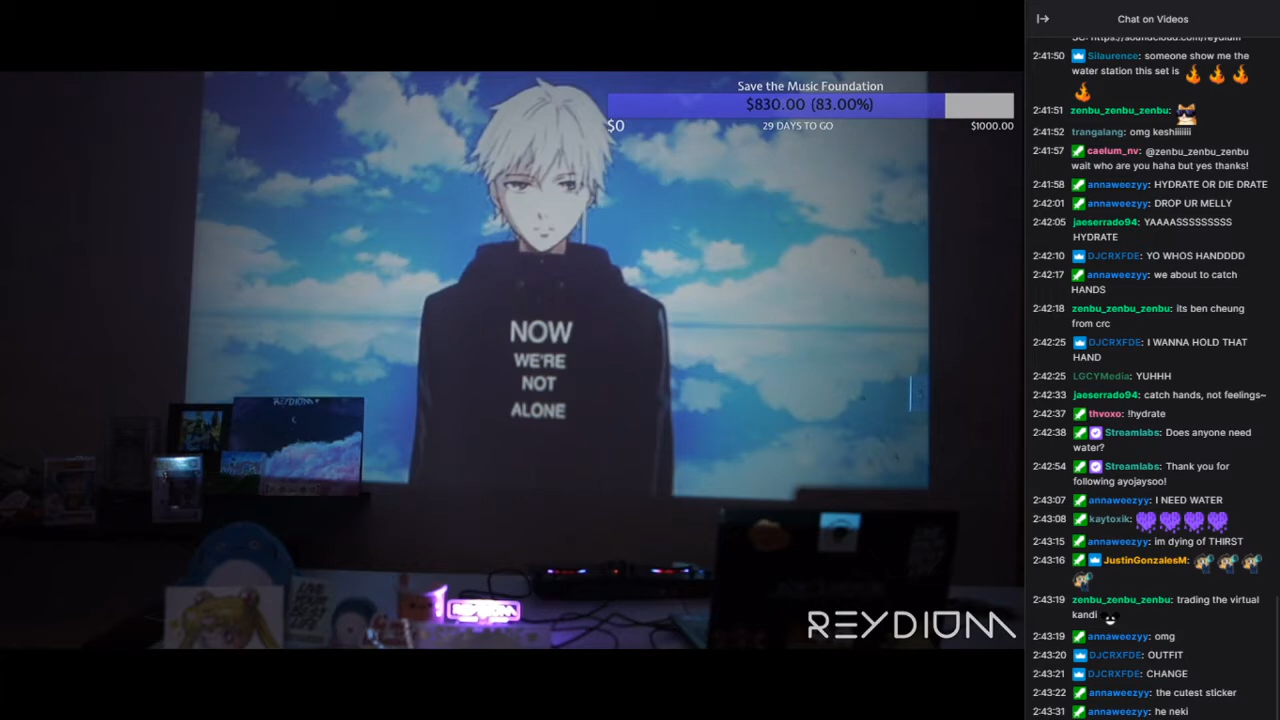 Save the Music Foundation
$830.00 (83.00%)
$0
29 DAYS TO GO
$1000.00
NOW
WE'RE
NOT
ALONE
REYDIUM
REYDIUM
REYDIUM
Chat on Videos
SC: https://soundcloud.com/reydium
2:41:50 Silaurence: someone show me the
water station this set is
2:41:51 zenbu_zenbu_zenbu:
2:41:52 trangalang: omg keshiiiiiii
2:41:57 caelum_nv: @zenbu_zenbu_zenbu
wait who are you haha but yes thanks!
2:41:58 annaweezyy: HYDRATE OR DIE DRATE
2:42:01 annaweezyy: DROP UR MELLY
2:42:05 jaeserrado94: YAAAASSSSSSSSS
HYDRATE
2:42:10 DJCRXFDE: YO WHOS HANDDDD
2:42:17 annaweezyy: we about to catch
HANDS
2:42:18 zenbu_zenbu_zenbu: its ben cheung
from crc
2:42:25 DJCRXFDE: I WANNA HOLD THAT
HAND
2:42:25 LGCYMedia: YUHHH
2:42:33 jaeserrado94: catch hands, not feelings~
2:42:37 thvoxo: !hydrate
2:42:38 Streamlabs: Does anyone need
water?
2:42:54 Streamlabs: Thank you for
following ayojaysoo!
2:43:07 annaweezyy: I NEED WATER
2:43:08 kaytoxik:
2:43:15 annaweezyy: im dying of THIRST
2:43:16 JustinGonzalesM:
2:43:19 zenbu_zenbu_zenbu: trading the virtual
kandi
2:43:19 annaweezyy: omg
2:43:20 DJCRXFDE: OUTFIT
2:43:21 DJCRXFDE: CHANGE
2:43:22 annaweezyy: the cutest sticker
2:43:31 annaweezyy: he neki